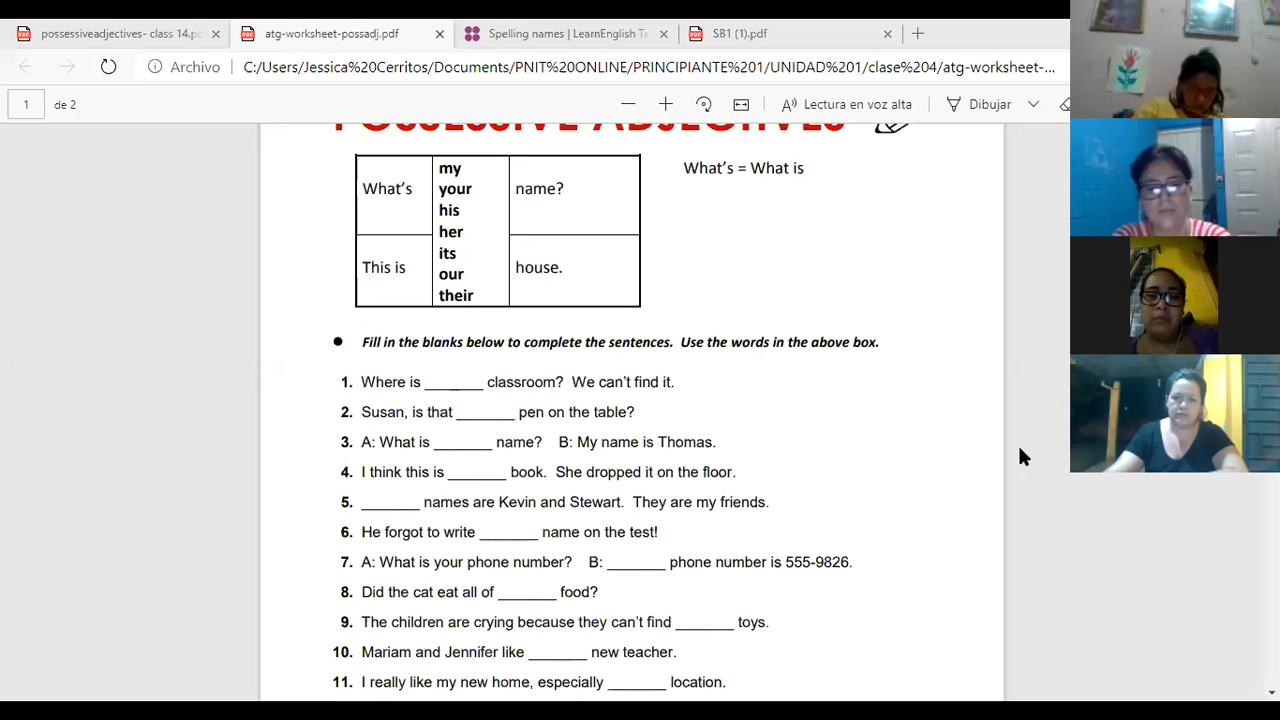 possessiveadjectives- class 14.pc
atg-worksheet-possadj.pdf
Spelling names | LearnEnglish Te
SB1 (1).pdf
Archivo
C:/Users/Jessica%20Cerritos/Documents/PNIT%20ONLINE/PRINCIPIANTE%201/UNIDAD%201/clase%204/atg-worksheet-...
1 de 2
Lectura en voz alta
Dibujar
POSSESSIVE ADJECTIVES
What's
my
your
his
her
its
our
their
name?
This is
house.
What's = What is
Fill in the blanks below to complete the sentences. Use the words in the above box.
1. Where is _______ classroom? We can't find it.
2. Susan, is that _______ pen on the table?
3. A: What is _______ name? B: My name is Thomas.
4. I think this is _______ book. She dropped it on the floor.
5. _______ names are Kevin and Stewart. They are my friends.
6. He forgot to write _______ name on the test!
7. A: What is your phone number? B: _______ phone number is 555-9826.
8. Did the cat eat all of _______ food?
9. The children are crying because they can't find _______ toys.
10. Mariam and Jennifer like _______ new teacher.
11. I really like my new home, especially _______ location.